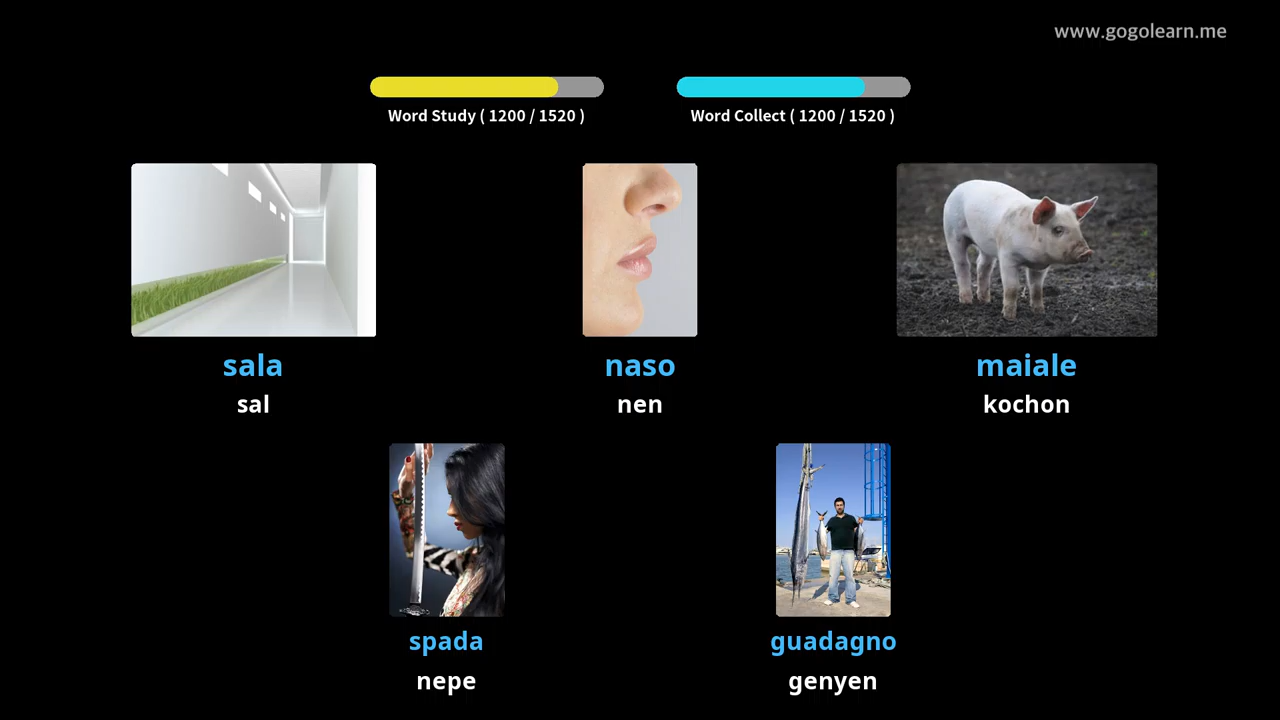 www.gogolearn.me
Word Study ( 1200 / 1520 )
Word Collect ( 1200 / 1520 )
sala
sal
naso
nen
maiale
kochon
spada
nepe
guadagno
genyen